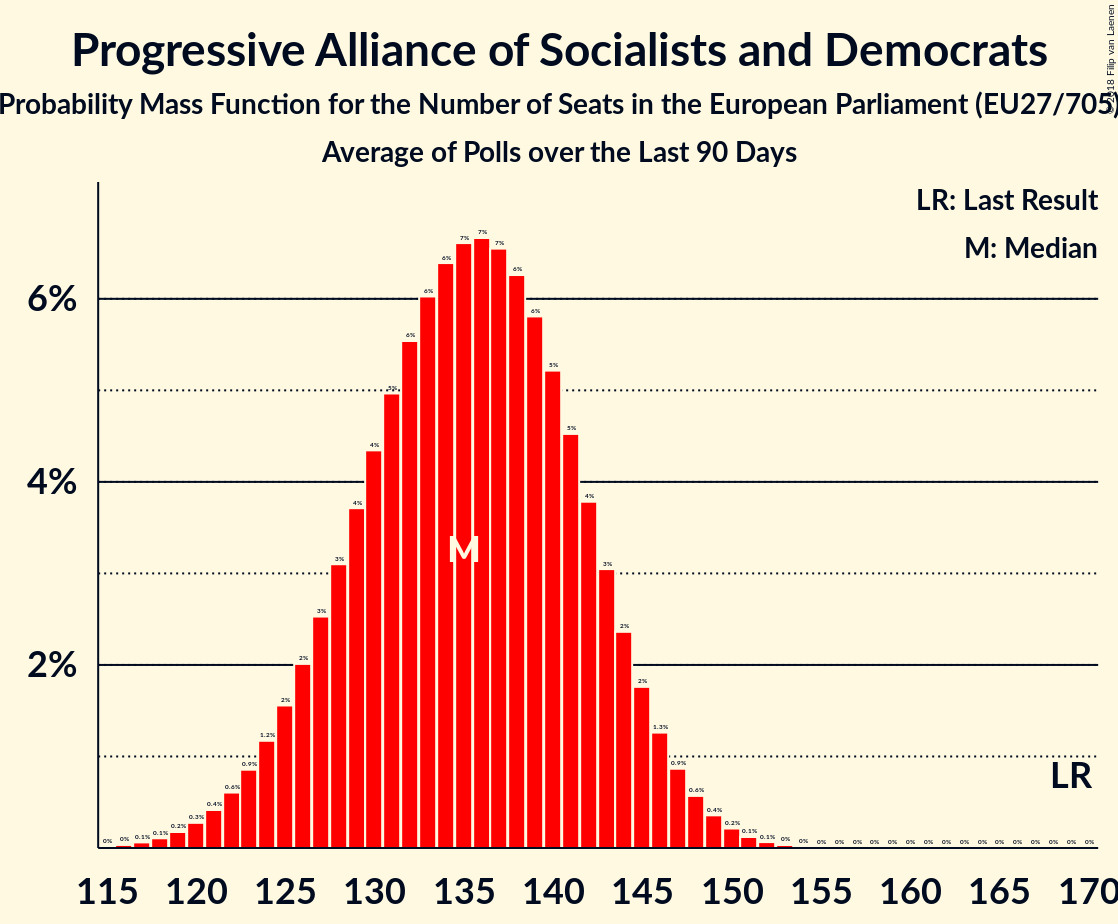 Progressive Alliance of Socialists and Democrats
Probability Mass Function for the Number of Seats in the European Parliament (EU27/705)
Average of Polls over the Last 90 Days
© 2018 Filip van Laenen
LR: Last Result
M: Median
6%
4%
2%
0% 0% 0.1% 0.1% 0.2% 0.3% 0.4% 0.6% 0.9% 1.2% 2% 2% 3% 3% 4% 4% 5% 6% 6% 6% 7% 7% 7% 6% 6% 5% 5% 4% 3% 2% 2% 1.3% 0.9% 0.6% 0.4% 0.2% 0.1% 0.1% 0% 0% 0% 0% 0% 0% 0% 0% 0% 0% 0% 0% 0% 0% 0% 0% 0% 0%
M
LR
115 120 125 130 135 140 145 150 155 160 165 170